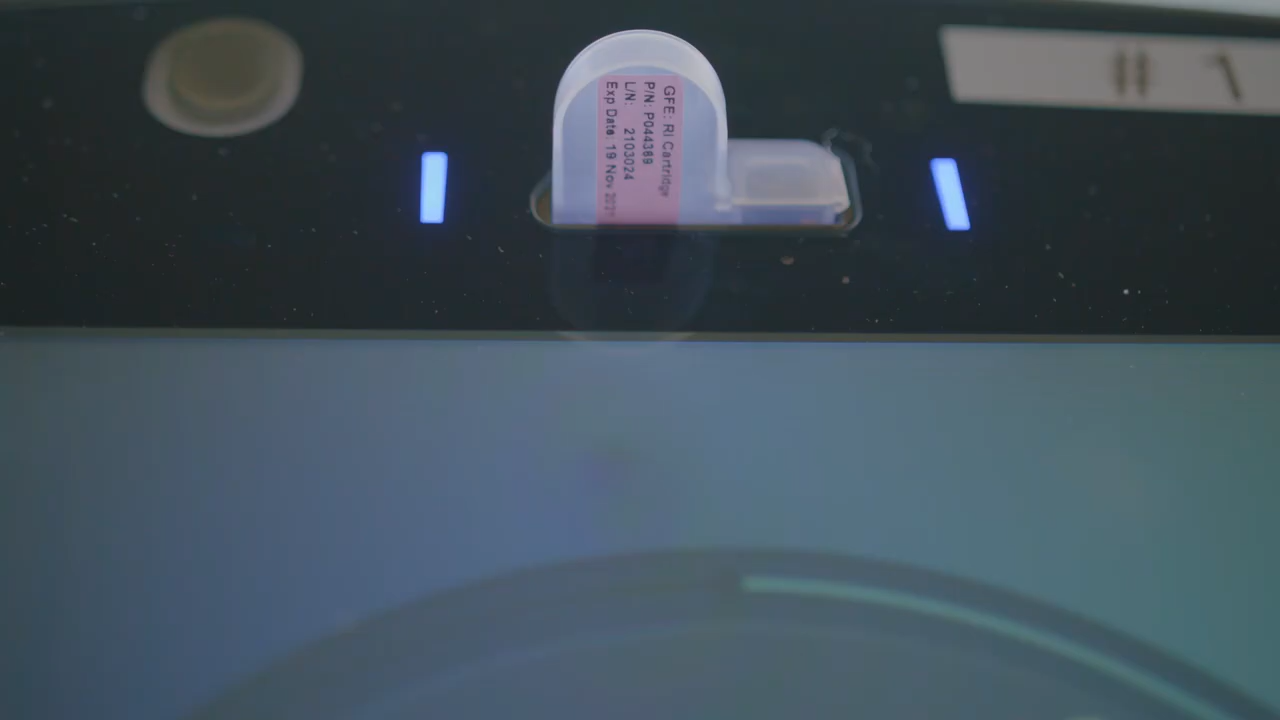 GFE: RI Cartridge
P/N: P044389
L/N: 2103024
Exp Date 19 Nov